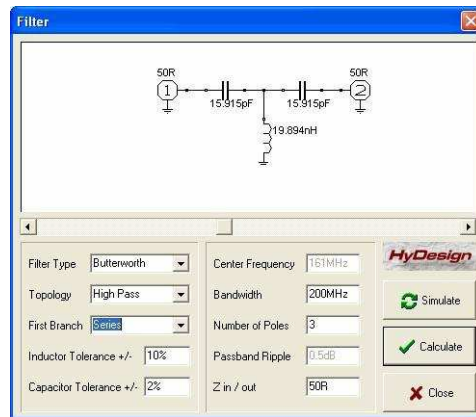 Filter
50R
50R
1
2
15.915pF
15.915pF
19.894nH
Filter Type
Butterworth
Topology
High Pass
First Branch
Series
Inductor Tolerance +/-
10%
Capacitor Tolerance +/-
2%
Center Frequency
161MHz
Bandwidth
200MHz
Number of Poles
3
Passband Ripple
0.5dB
Z in / out
50R
HyDesign
Simulate
Calculate
Close